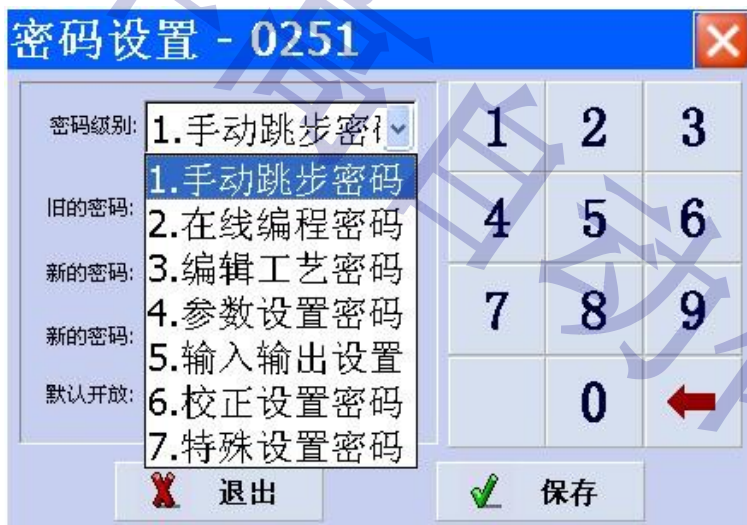 密码设置 - 0251
密码级别: 1.手动跳步密
1.手动跳步密码
2.在线编程密码
3.编辑工艺密码
4.参数设置密码
5.输入输出设置
6.校正设置密码
7.特殊设置密码
旧的密码:
新的密码:
新的密码:
默认开放:
1 2 3
4 5 6
7 8 9
0
退出
保存